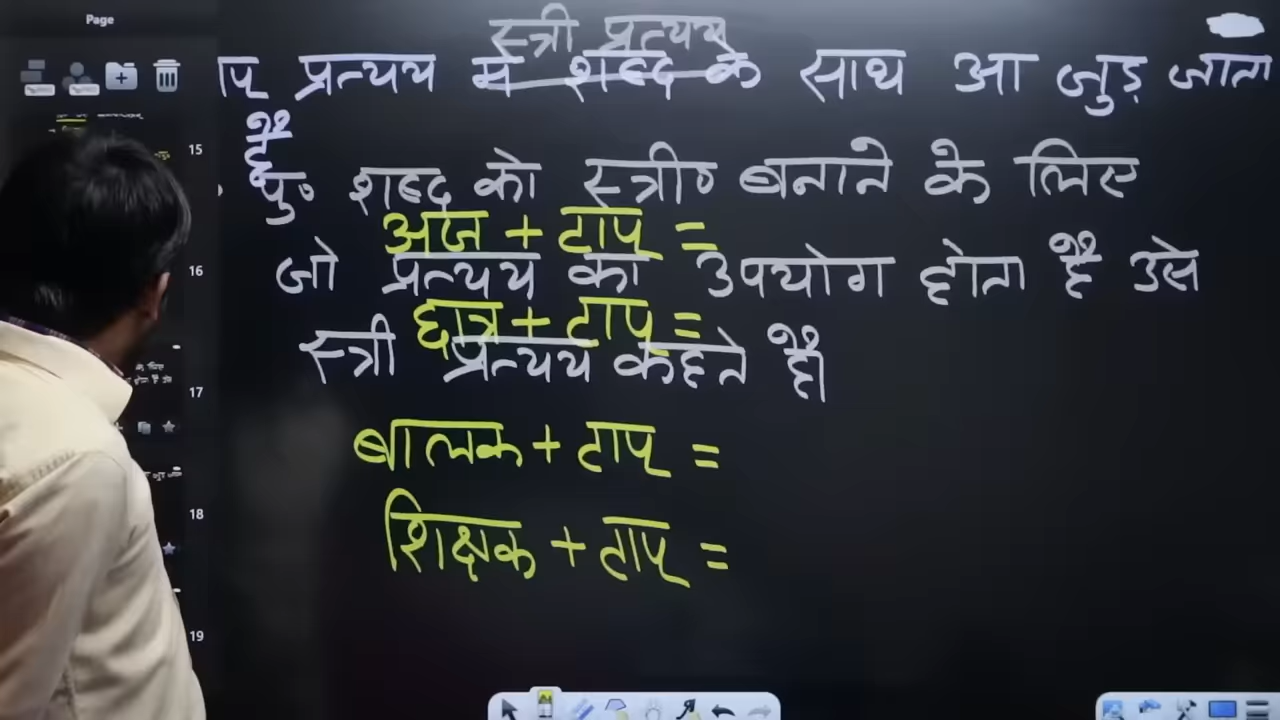 Page
स्त्री प्रत्यय
ाप् प्रत्यय में शब्द के साथ आ जुड़ जाता
है
15
पु० शब्द को स्त्री० बनाने के लिए
अज + टाप् =
16
जो प्रत्यय का उपयोग होता है उसे
छात्र + टाप् =
स्त्री प्रत्यय कहते है।
17
बालक + टाप् =
18
शिक्षक + टाप् =
19